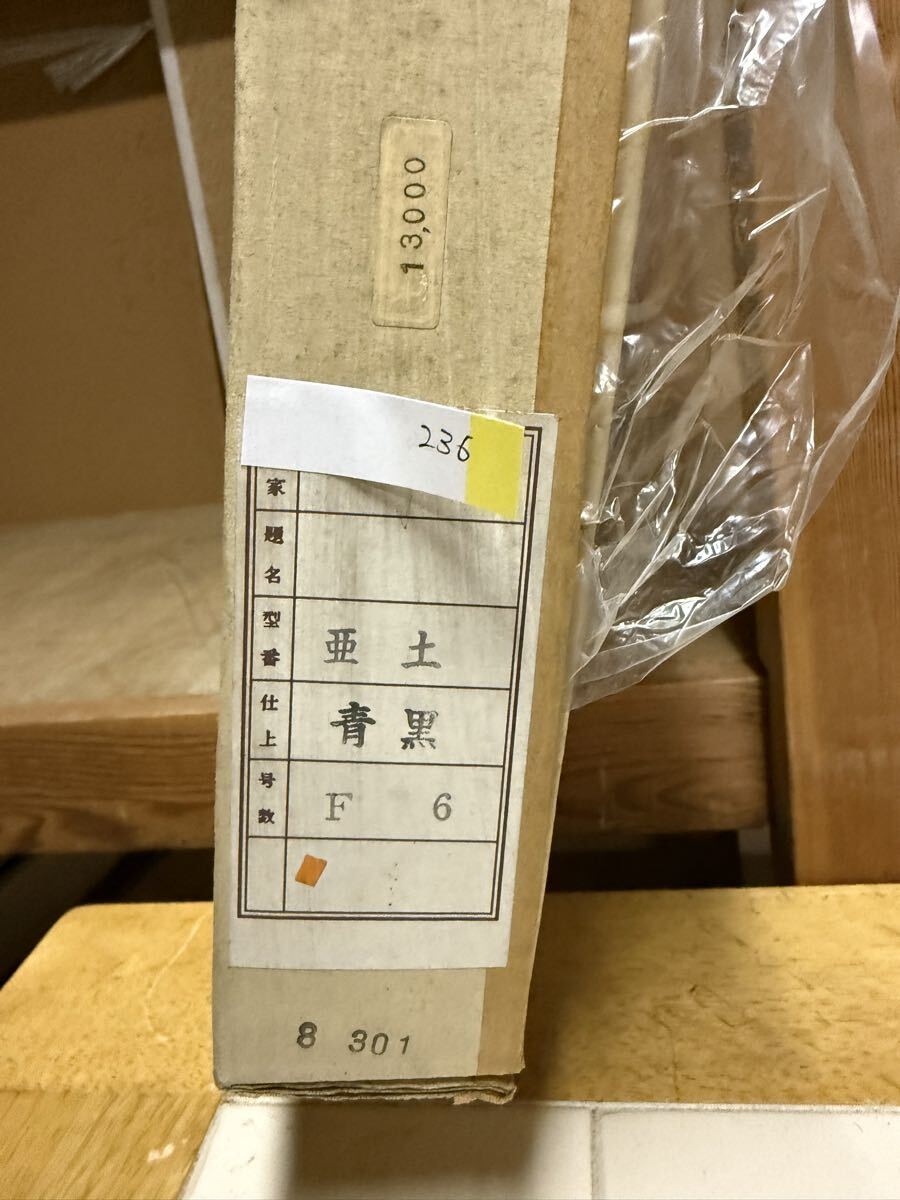 13,000
236
家
題名
型番 亜土
仕上 青黒
号数 F 6
8 301